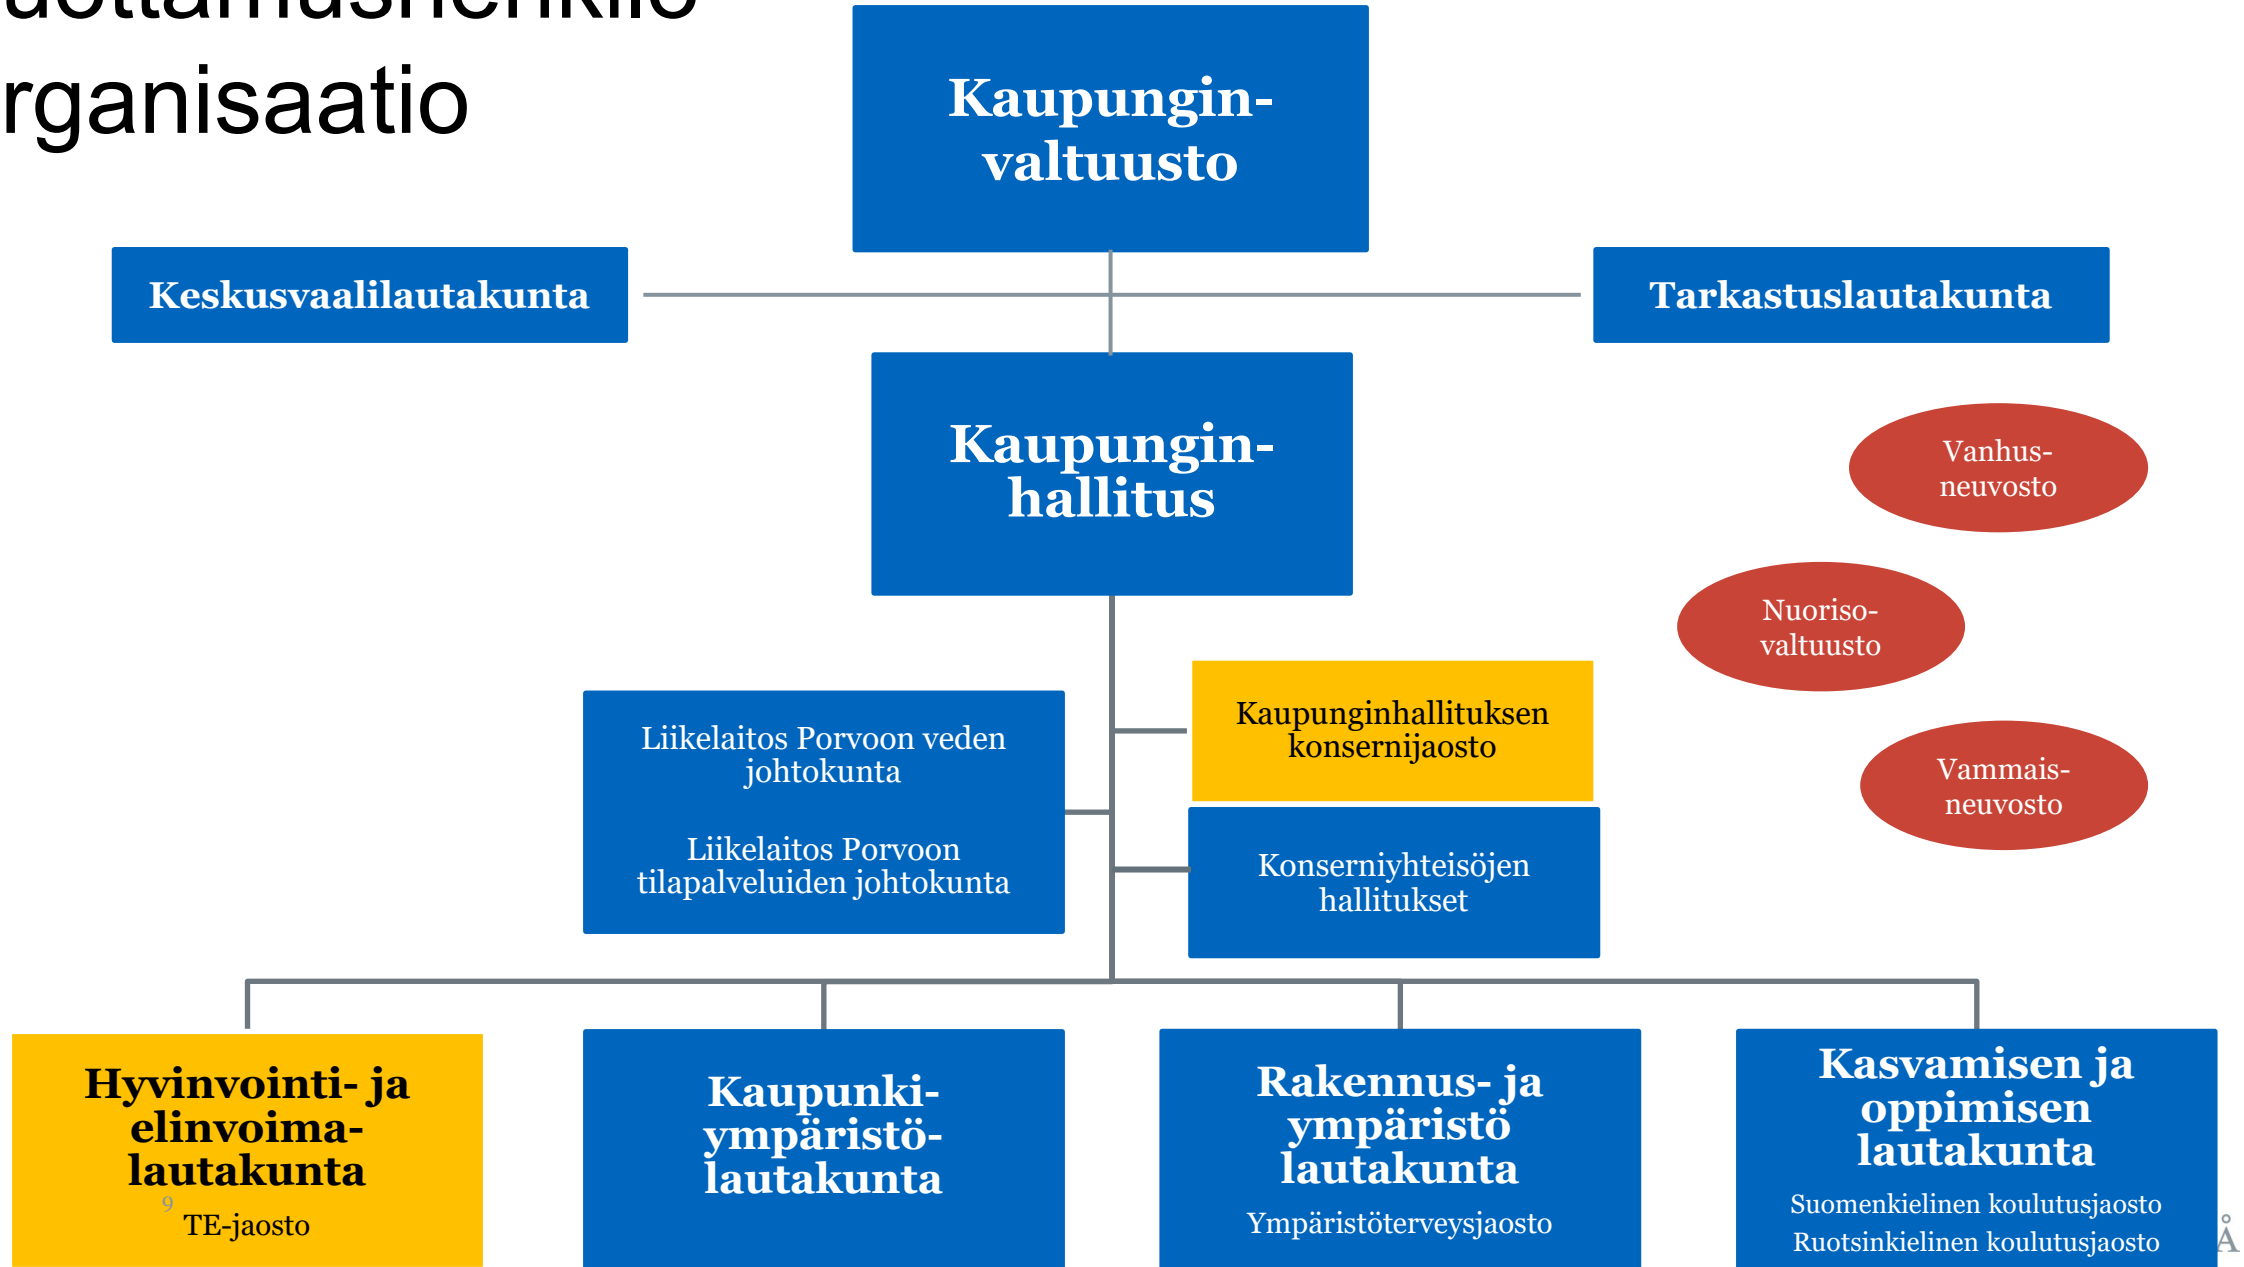 uottamushenkilö
rganisaatio
Kaupungin-
valtuusto
Keskusvaalilautakunta
Tarkastuslautakunta
Kaupungin-
hallitus
Vanhus-
neuvosto
Nuoriso-
valtuusto
Vammais-
neuvosto
Kaupunginhallituksen
konsernijaosto
Liikelaitos Porvoon veden
johtokunta
Liikelaitos Porvoon
tilapalveluiden johtokunta
Konserniyhteisöjen
hallitukset
Hyvinvointi- ja
elinvoima-
lautakunta
9
TE-jaosto
Kaupunki-
ympäristö-
lautakunta
Rakennus- ja
ympäristö
lautakunta
Ympäristöterveysjaosto
Kasvamisen ja
oppimisen
lautakunta
Suomenkielinen koulutusjaosto
Ruotsinkielinen koulutusjaosto
Å